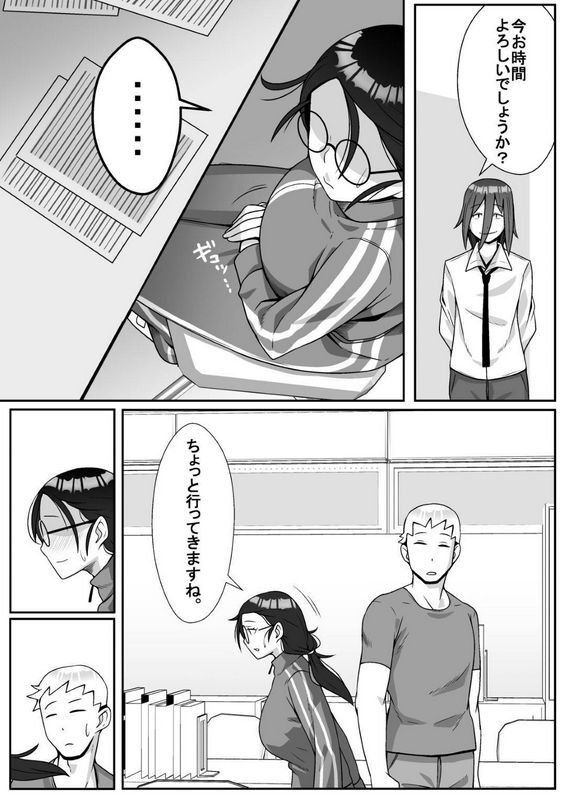 今お時間
よろしいでしょうか?
・・・・・・
ギュッ…
ちょっと行ってきますね。